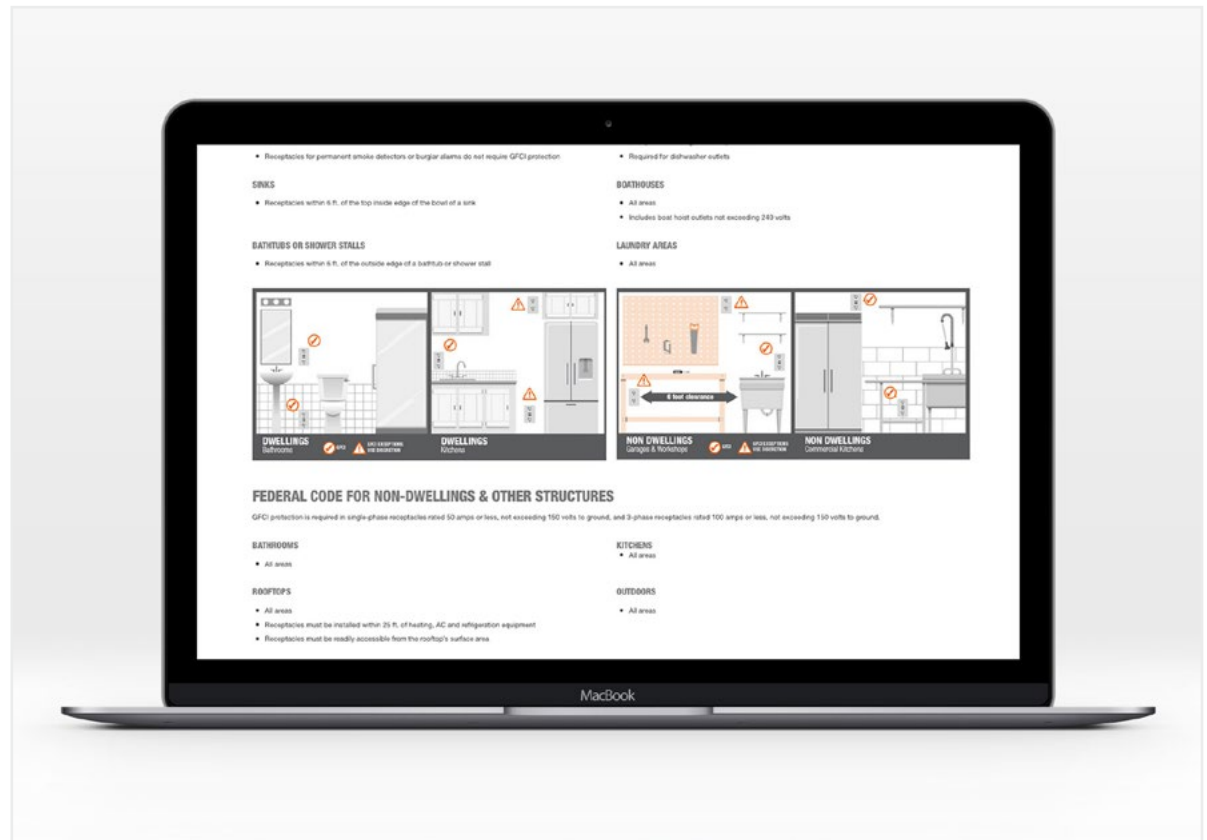 Receptacles for permanent smoke detectors or burglar alarms do not require GFCI protection
Required for dishwasher outlets
SINKS
Receptacles within 6 ft. of the top inside edge of the bowl of a sink
BOATHOUSES
All areas
Includes boat hoist outlets not exceeding 240 volts
BATHTUBS OR SHOWER STALLS
Receptacles within 6 ft. of the outside edge of a bathtub or shower stall
LAUNDRY AREAS
All areas
6 foot clearance
DWELLINGS
Bathrooms
GFCI
GFCI EXCEPTIONS
USE DISCRETION
DWELLINGS
Kitchens
NON DWELLINGS
Garages & Workshops
GFCI
GFCI EXCEPTIONS
USE DISCRETION
NON DWELLINGS
Commercial Kitchens
FEDERAL CODE FOR NON-DWELLINGS & OTHER STRUCTURES
GFCI protection is required in single-phase receptacles rated 50 amps or less, not exceeding 150 volts to ground, and 3-phase receptacles rated 100 amps or less, not exceeding 150 volts to ground.
BATHROOMS
All areas
KITCHENS
All areas
ROOFTOPS
All areas
Receptacles must be installed within 25 ft. of heating, AC and refrigeration equipment
Receptacles must be readily accessible from the rooftop's surface area
OUTDOORS
All areas
MacBook